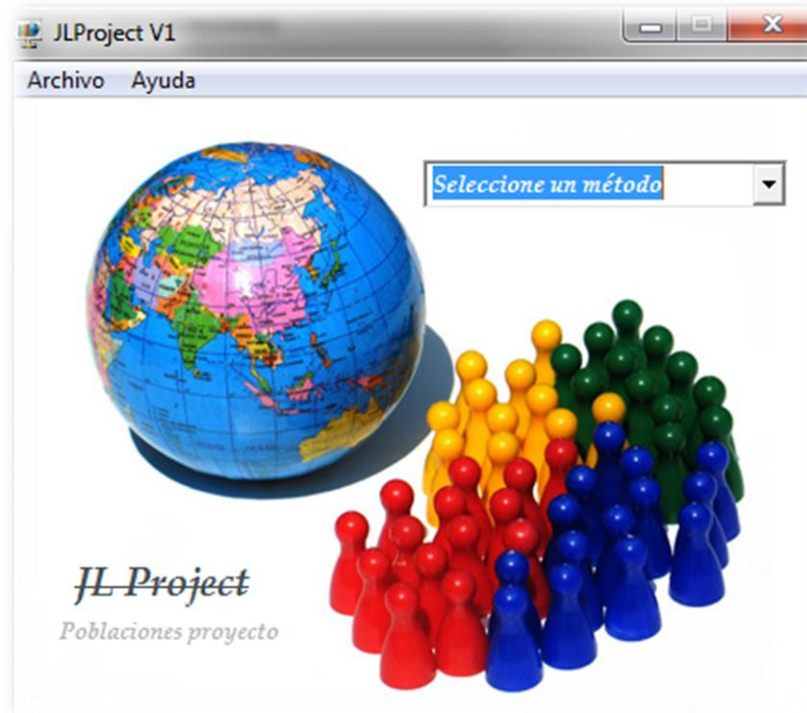 JLProject V1
Archivo Ayuda
Seleccione un método
JL Project
Poblaciones proyecto